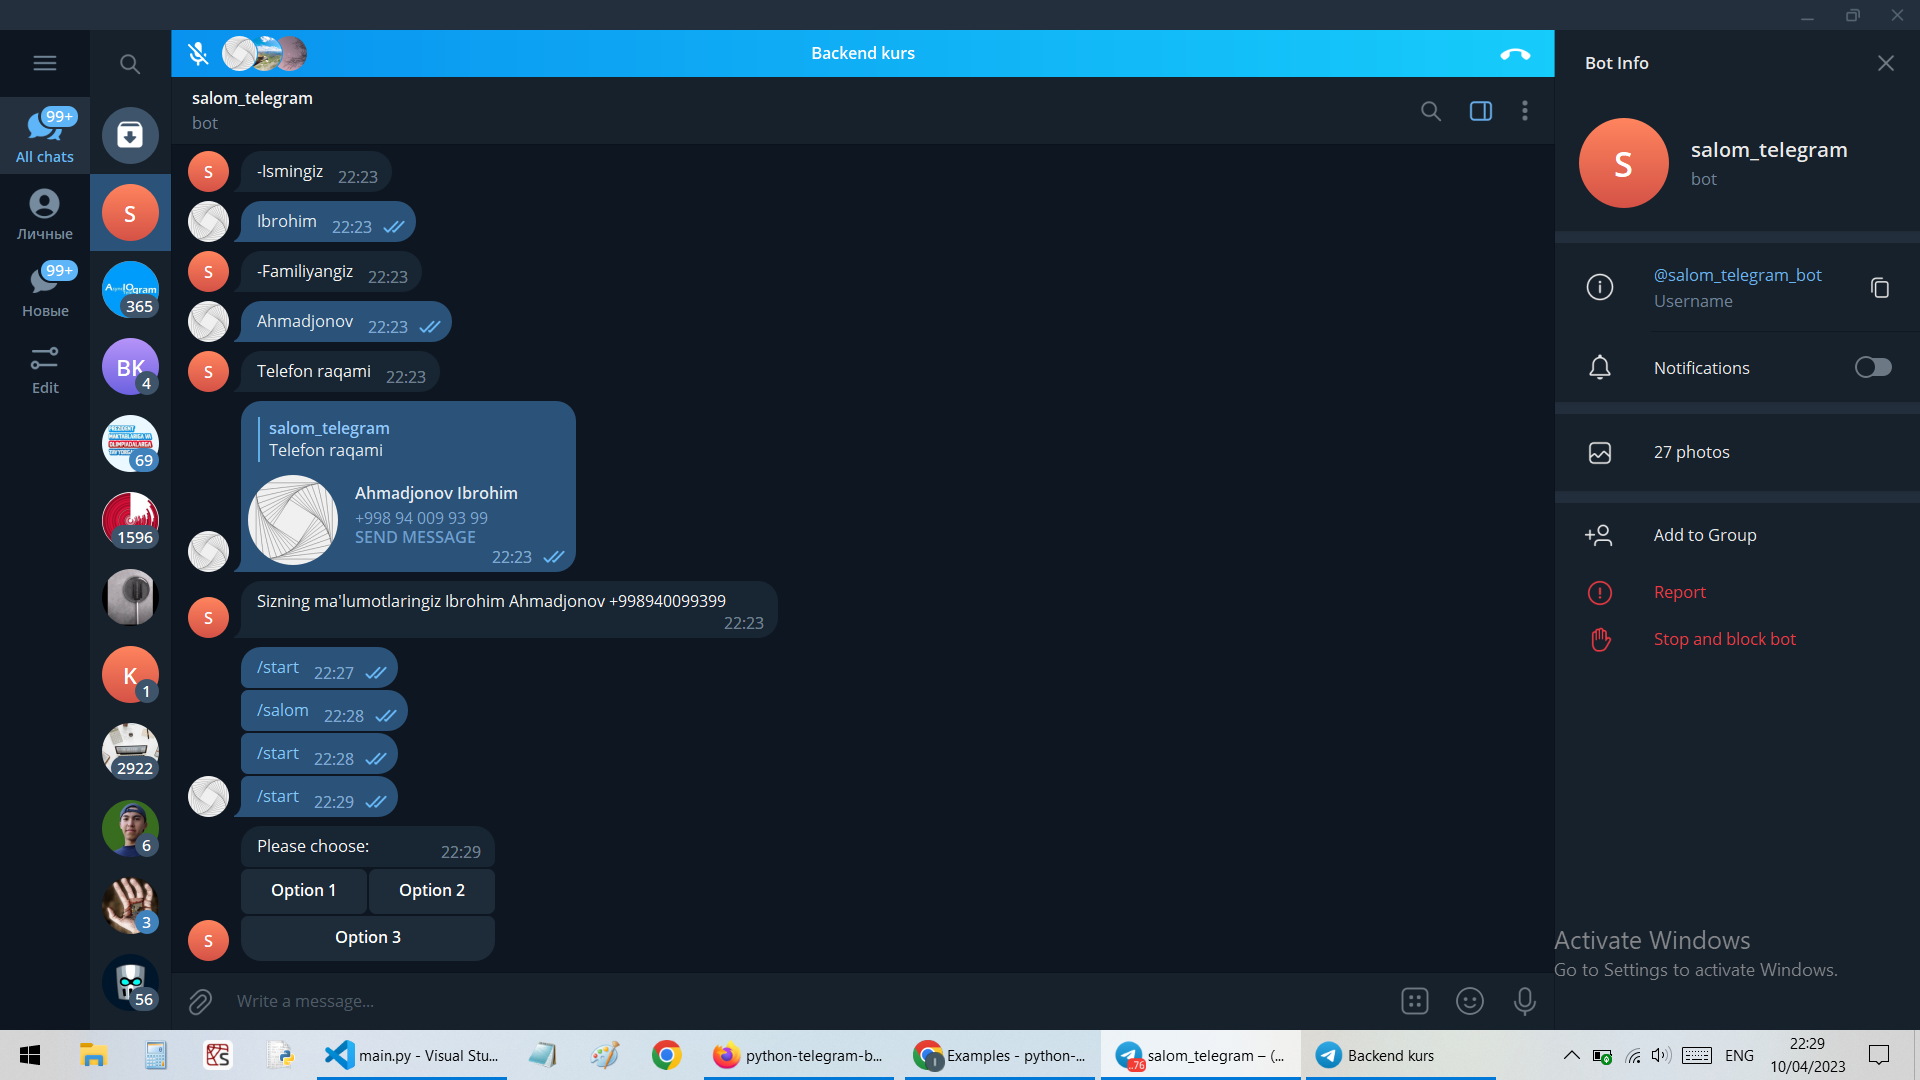 Backend kurs
99+
All chats
Личные
99+
Новые
Edit
S
365
BK
4
PREZIDENT
MAKTABLARIGA VA
OLIMPIADALARGA
69
1596
K
1
2922
6
3
56
salom_telegram
bot
S
-Ismingiz 22:23
Ibrohim 22:23
S
-Familiyangiz 22:23
Ahmadjonov 22:23
S
Telefon raqami 22:23
salom_telegram
Telefon raqami
Ahmadjonov Ibrohim
+998 94 009 93 99
SEND MESSAGE
22:23
Sizning ma'lumotlaringiz Ibrohim Ahmadjonov +998940099399
S
22:23
/start 22:27
/salom 22:28
/start 22:28
/start 22:29
Please choose: 22:29
Option 1 Option 2
Option 3
S
Write a message...
Bot Info
S
salom_telegram
bot
@salom_telegram_bot
Username
Notifications
27 photos
Add to Group
Report
Stop and block bot
Activate Windows
Go to Settings to activate Windows.
main.py - Visual Stu...
python-telegram-b...
Examples - python-...
..76
salom_telegram – (...
Backend kurs
ENG
22:29
10/04/2023